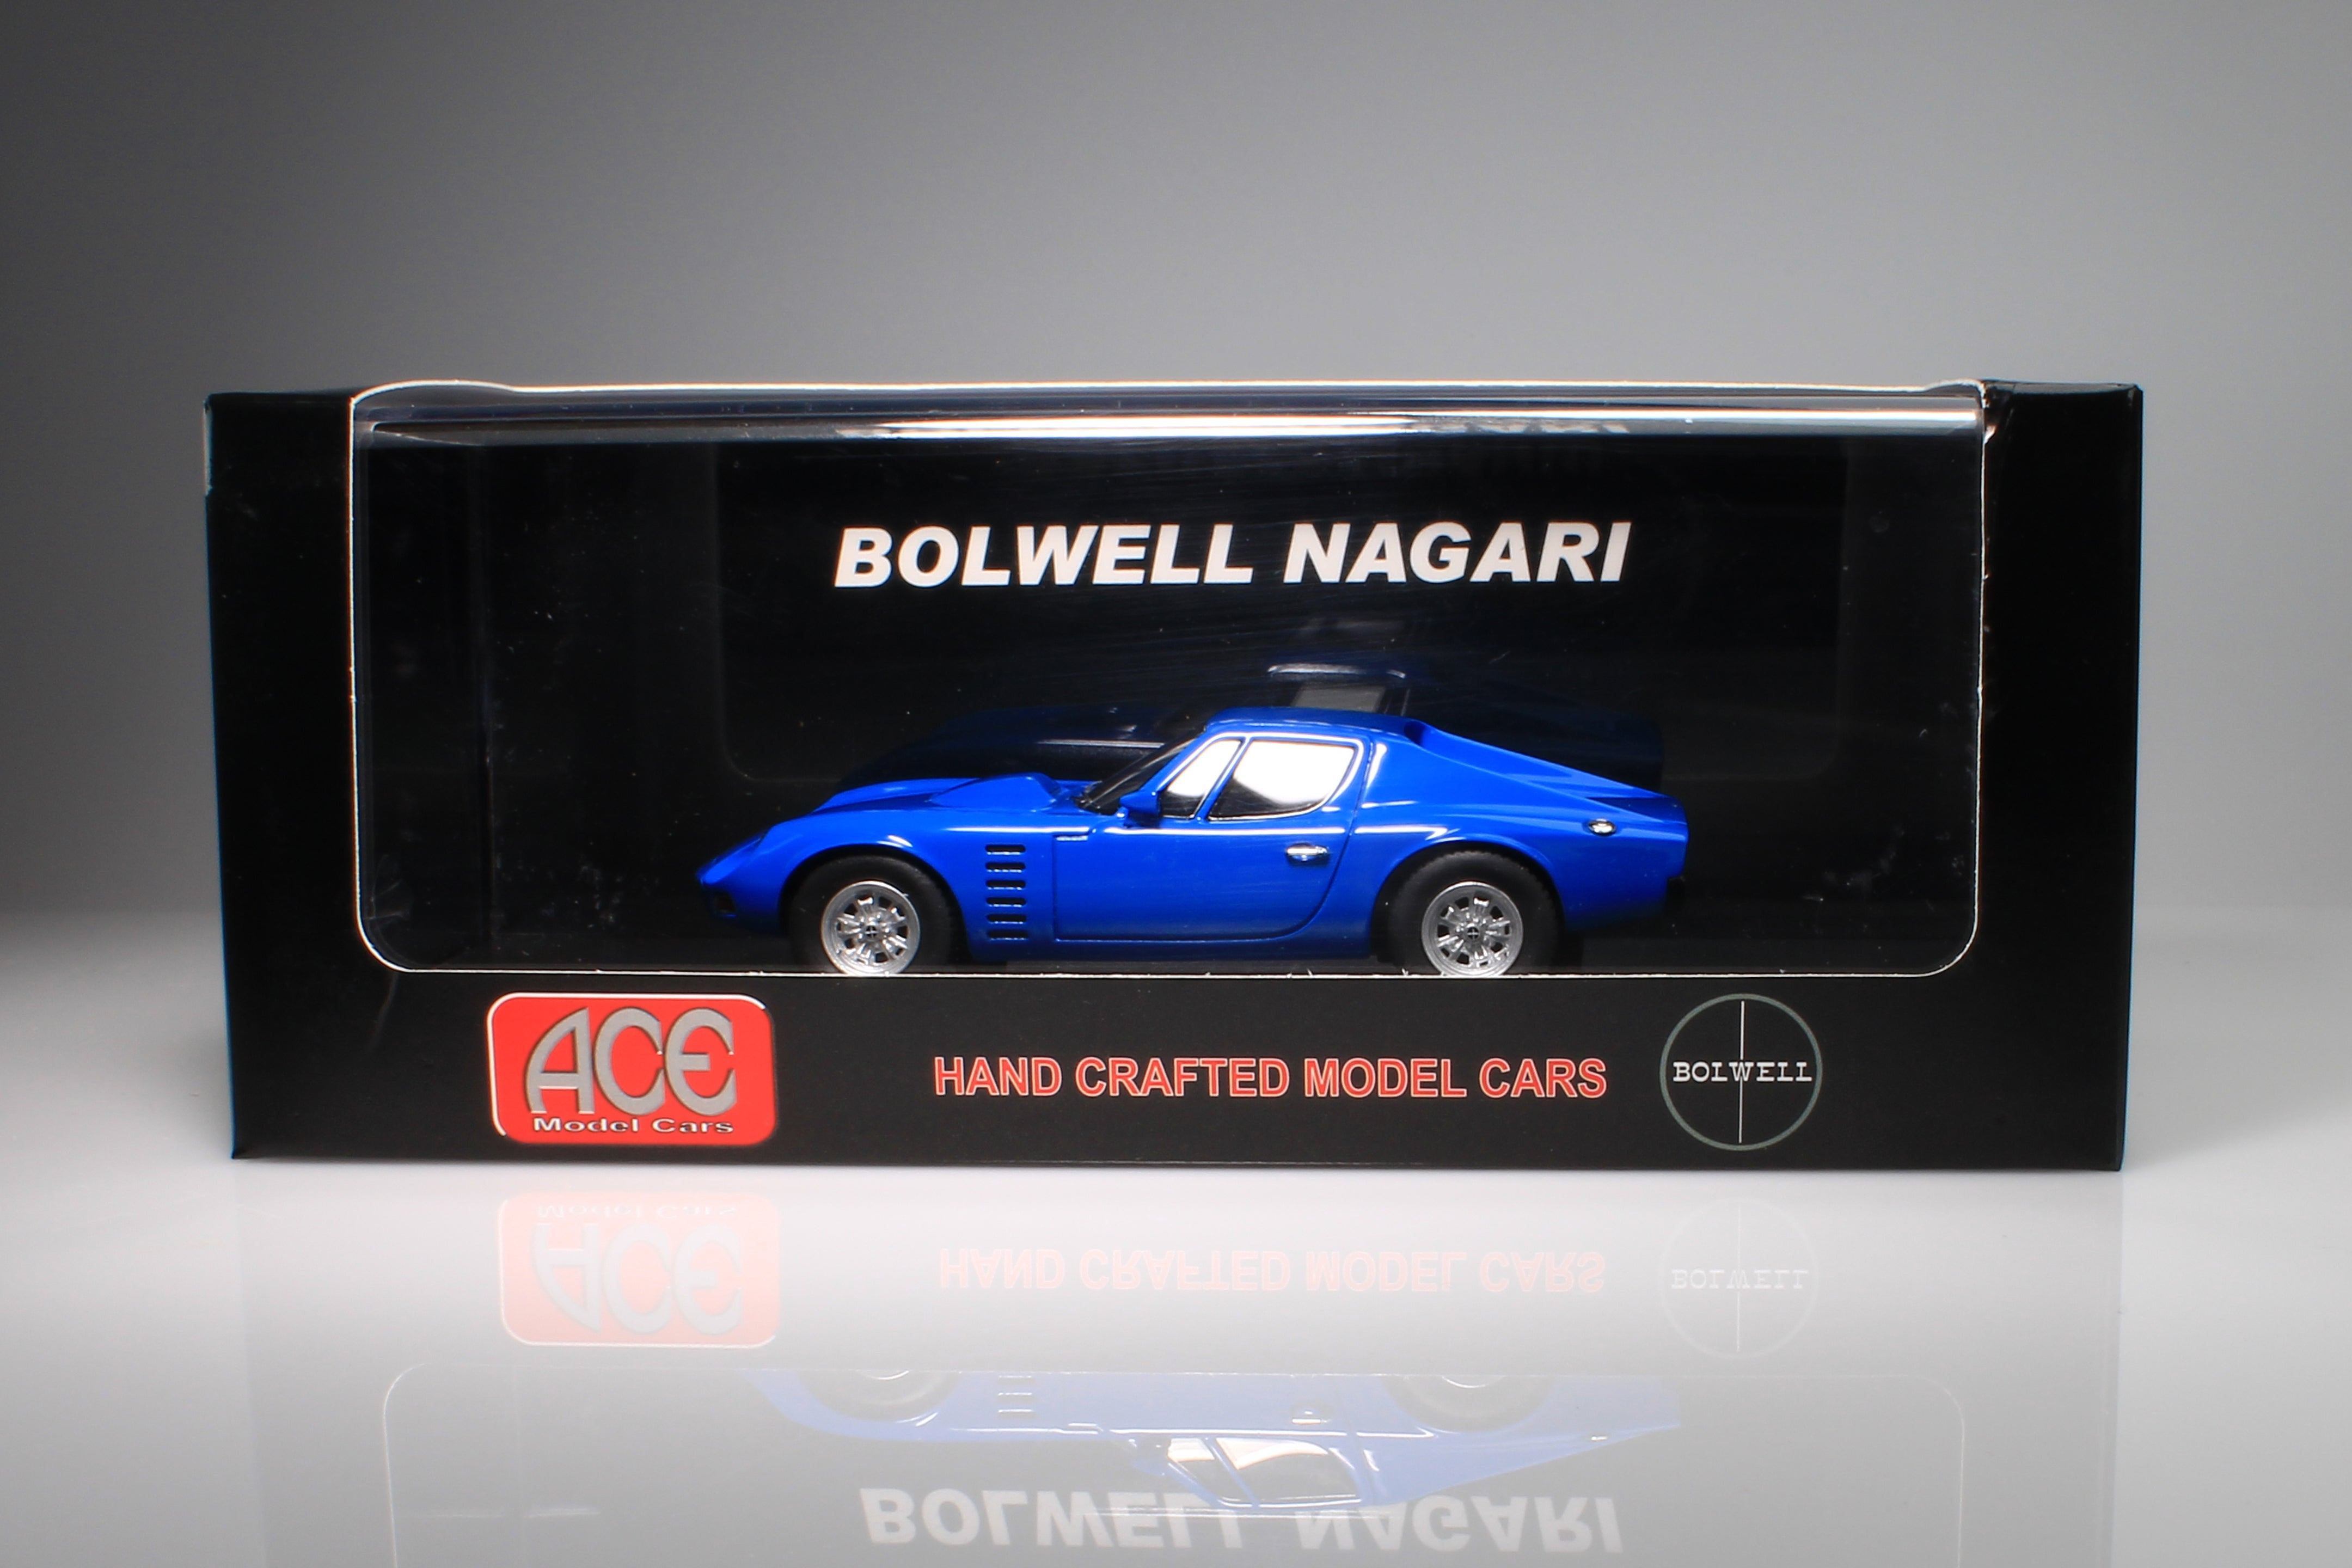 BOLWELL NAGARI
ACE
Model Cars
HAND CRAFTED MODEL CARS
BOLWELL